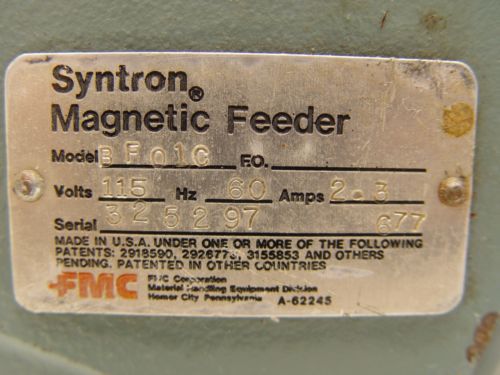 Syntron®
Magnetic Feeder
Model BF01C F.O.
Volts 115 Hz 60 Amps 2.3
Serial 325297 677
MADE IN U.S.A. UNDER ONE OR MORE OF THE FOLLOWING
PATENTS: 2918590, 2926773, 3155853 AND OTHERS
PENDING. PATENTED IN OTHER COUNTRIES
FMC FMC Corporation
Material Handling Equipment Division
Homer City Pennsylvania A-62245